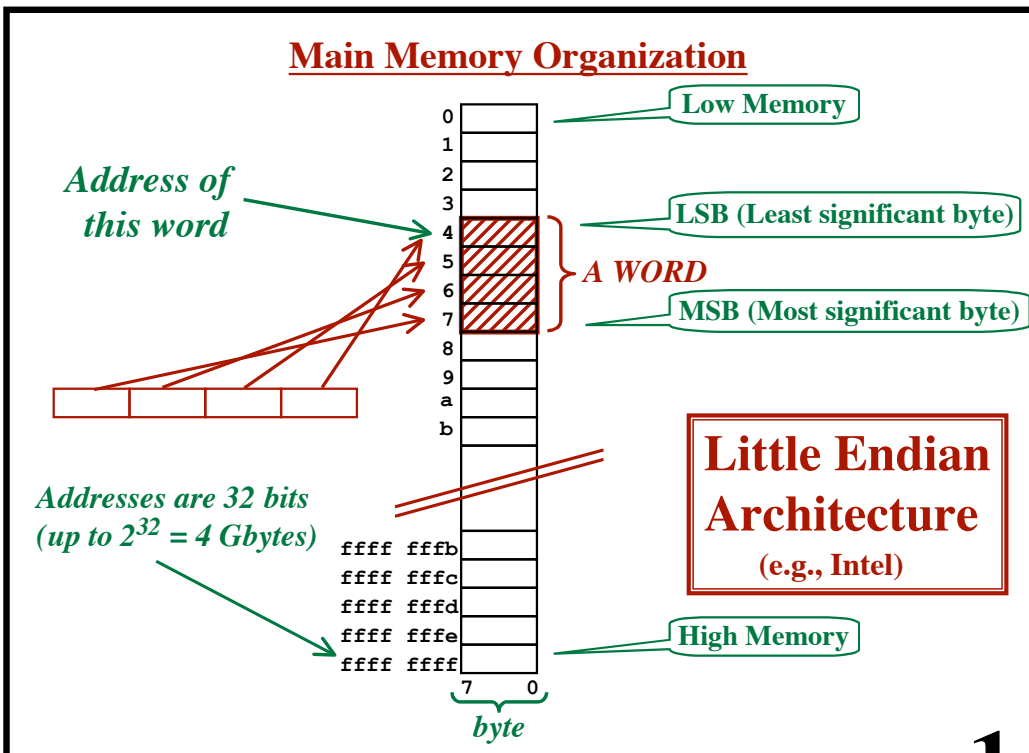 Main Memory Organization
Low Memory
0
1
2
3
4
5
6
7
8
9
a
b
Address of
this word
LSB (Least significant byte)
A WORD
MSB (Most significant byte)
Little Endian
Architecture
(e.g., Intel)
Addresses are 32 bits
(up to 2^32 = 4 Gbytes)
ffff fffb
ffff fffc
ffff fffd
ffff fffe
ffff ffff
High Memory
7 0
byte